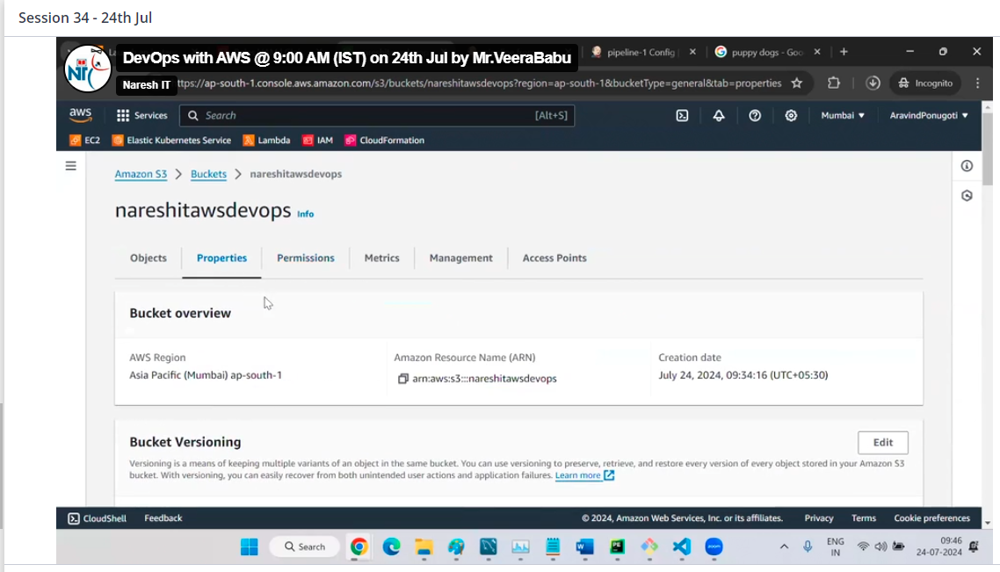 Session 34 - 24th Jul
DevOps with AWS @ 9:00 AM (IST) on 24th Jul by Mr.VeeraBabu
pipeline-1 Config
puppy dogs - Goo
Naresh IT
ttps://ap-south-1.console.aws.amazon.com/s3/buckets/nareshitawsdevops?region=ap-south-1&bucketType=general&tab=properties
Incognito
aws
Services
Search
[Alt+S]
Mumbai
AravindPonugoti
EC2
Elastic Kubernetes Service
Lambda
IAM
CloudFormation
Amazon S3 > Buckets > nareshitawsdevops
nareshitawsdevops Info
Objects
Properties
Permissions
Metrics
Management
Access Points
Bucket overview
AWS Region
Asia Pacific (Mumbai) ap-south-1
Amazon Resource Name (ARN)
arn:aws:s3:::nareshitawsdevops
Creation date
July 24, 2024, 09:34:16 (UTC+05:30)
Bucket Versioning
Edit
Versioning is a means of keeping multiple variants of an object in the same bucket. You can use versioning to preserve, retrieve, and restore every version of every object stored in your Amazon S3
bucket. With versioning, you can easily recover from both unintended user actions and application failures. Learn more
CloudShell
Feedback
© 2024, Amazon Web Services, Inc. or its affiliates.
Privacy
Terms
Cookie preferences
Search
zoom
ENG
IN
09:46
24-07-2024